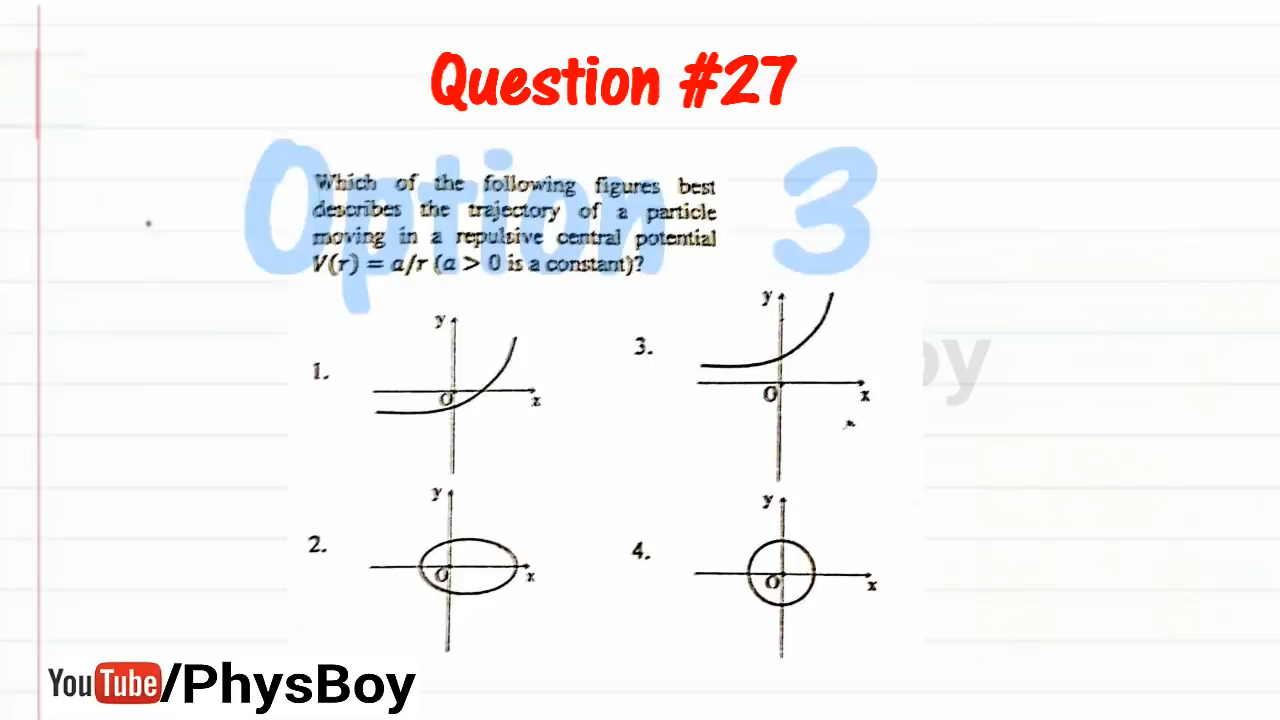 Question #27
Option 3
Which of the following figures best
describes the trajectory of a particle
moving in a repulsive central potential
V(r) = a/r (a > 0 is a constant)?
1.
y
O
x
3.
y
O
x
oy
2.
y
O
x
4.
y
O
x
YouTube/PhysBoy